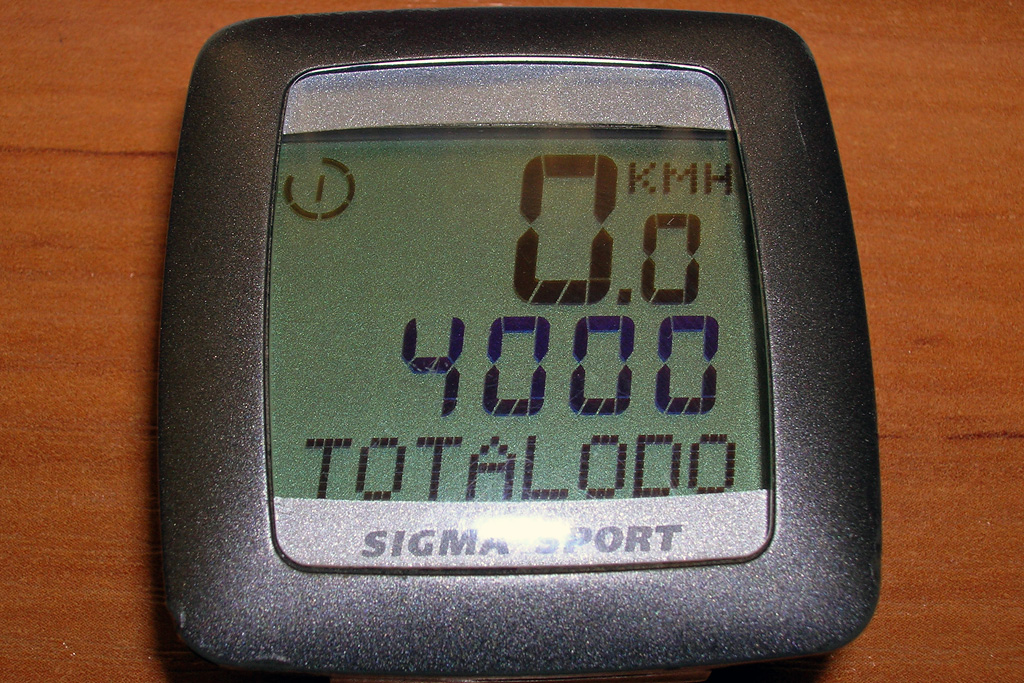 KMH
0.0
4000
TOTALODO
SIGMA SPORT